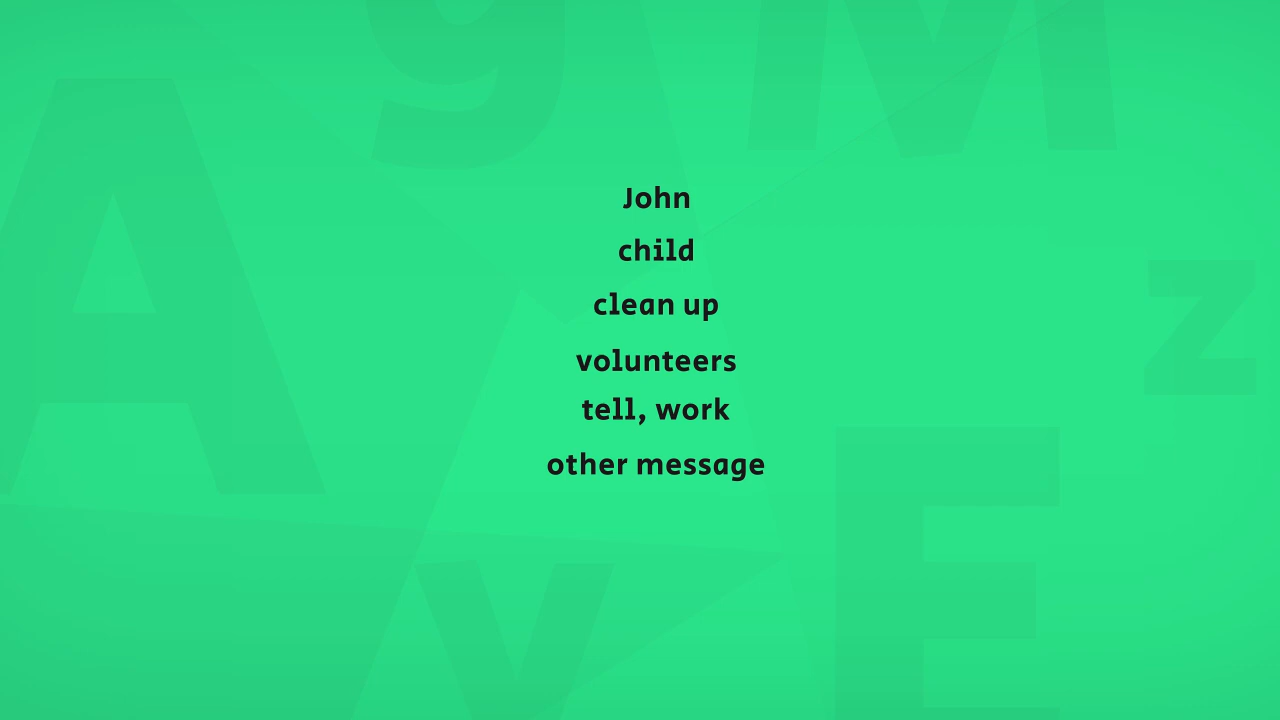 John
child
clean up
volunteers
tell, work
other message